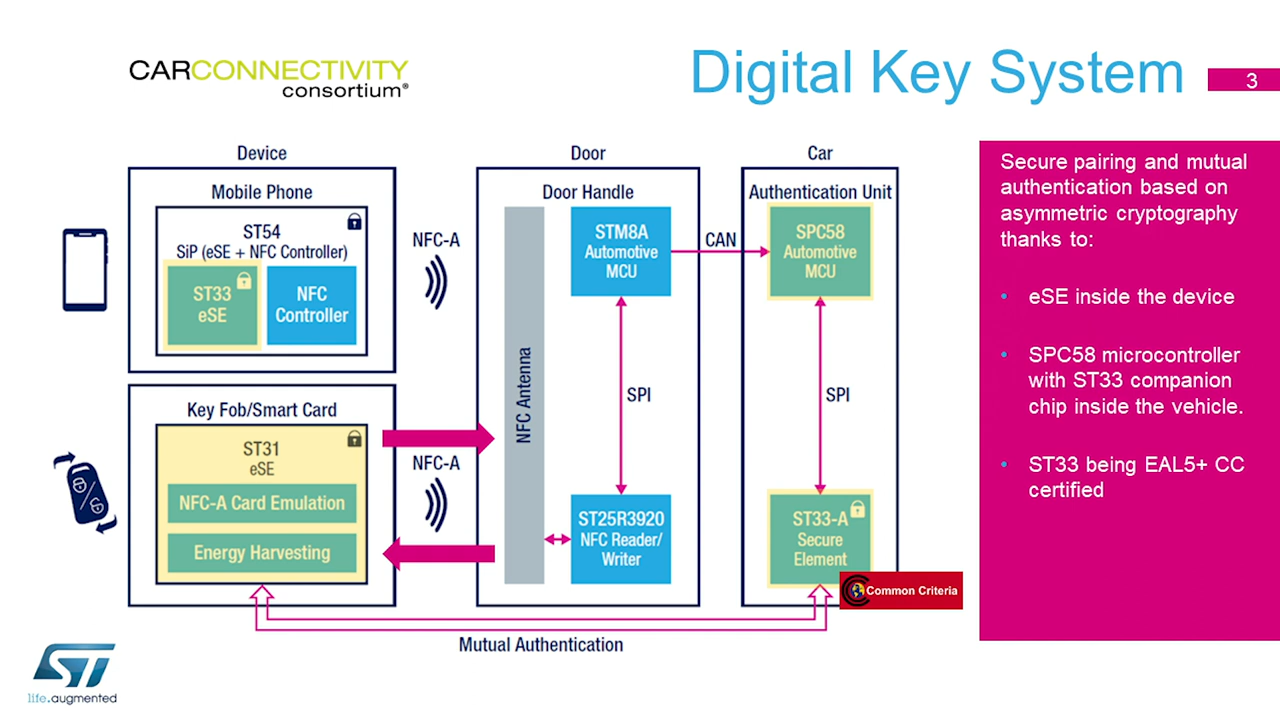 CARCONNECTIVITY
consortium®
Digital Key System
3
Device
Mobile Phone
ST54
SiP (eSE + NFC Controller)
ST33
eSE
NFC
Controller
NFC-A
Key Fob/Smart Card
ST31
eSE
NFC-A Card Emulation
Energy Harvesting
NFC-A
Door
Door Handle
NFC Antenna
STM8A
Automotive
MCU
SPI
ST25R3920
NFC Reader/
Writer
CAN
Car
Authentication Unit
SPC58
Automotive
MCU
SPI
ST33-A
Secure
Element
Common Criteria
Mutual Authentication
Secure pairing and mutual
authentication based on
asymmetric cryptography
thanks to:
• eSE inside the device
• SPC58 microcontroller
with ST33 companion
chip inside the vehicle.
• ST33 being EAL5+ CC
certified
ST
life.augmented